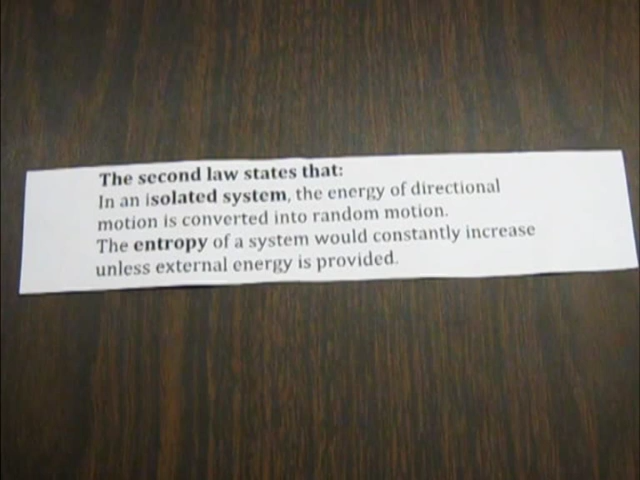 The second law states that:
In an isolated system, the energy of directional
motion is converted into random motion.
The entropy of a system would constantly increase
unless external energy is provided.